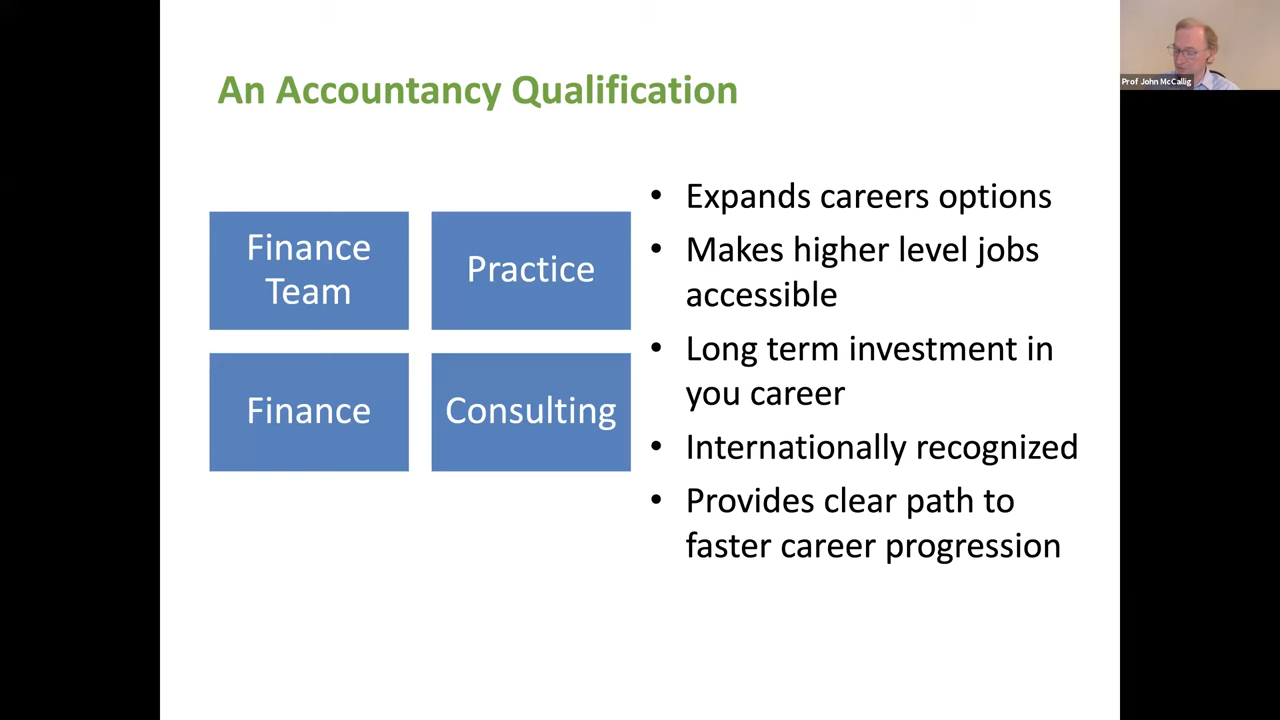 An Accountancy Qualification
Finance
Team
Practice
Finance
Consulting
• Expands careers options
• Makes higher level jobs
accessible
• Long term investment in
you career
• Internationally recognized
• Provides clear path to
faster career progression
Prof John McCallig